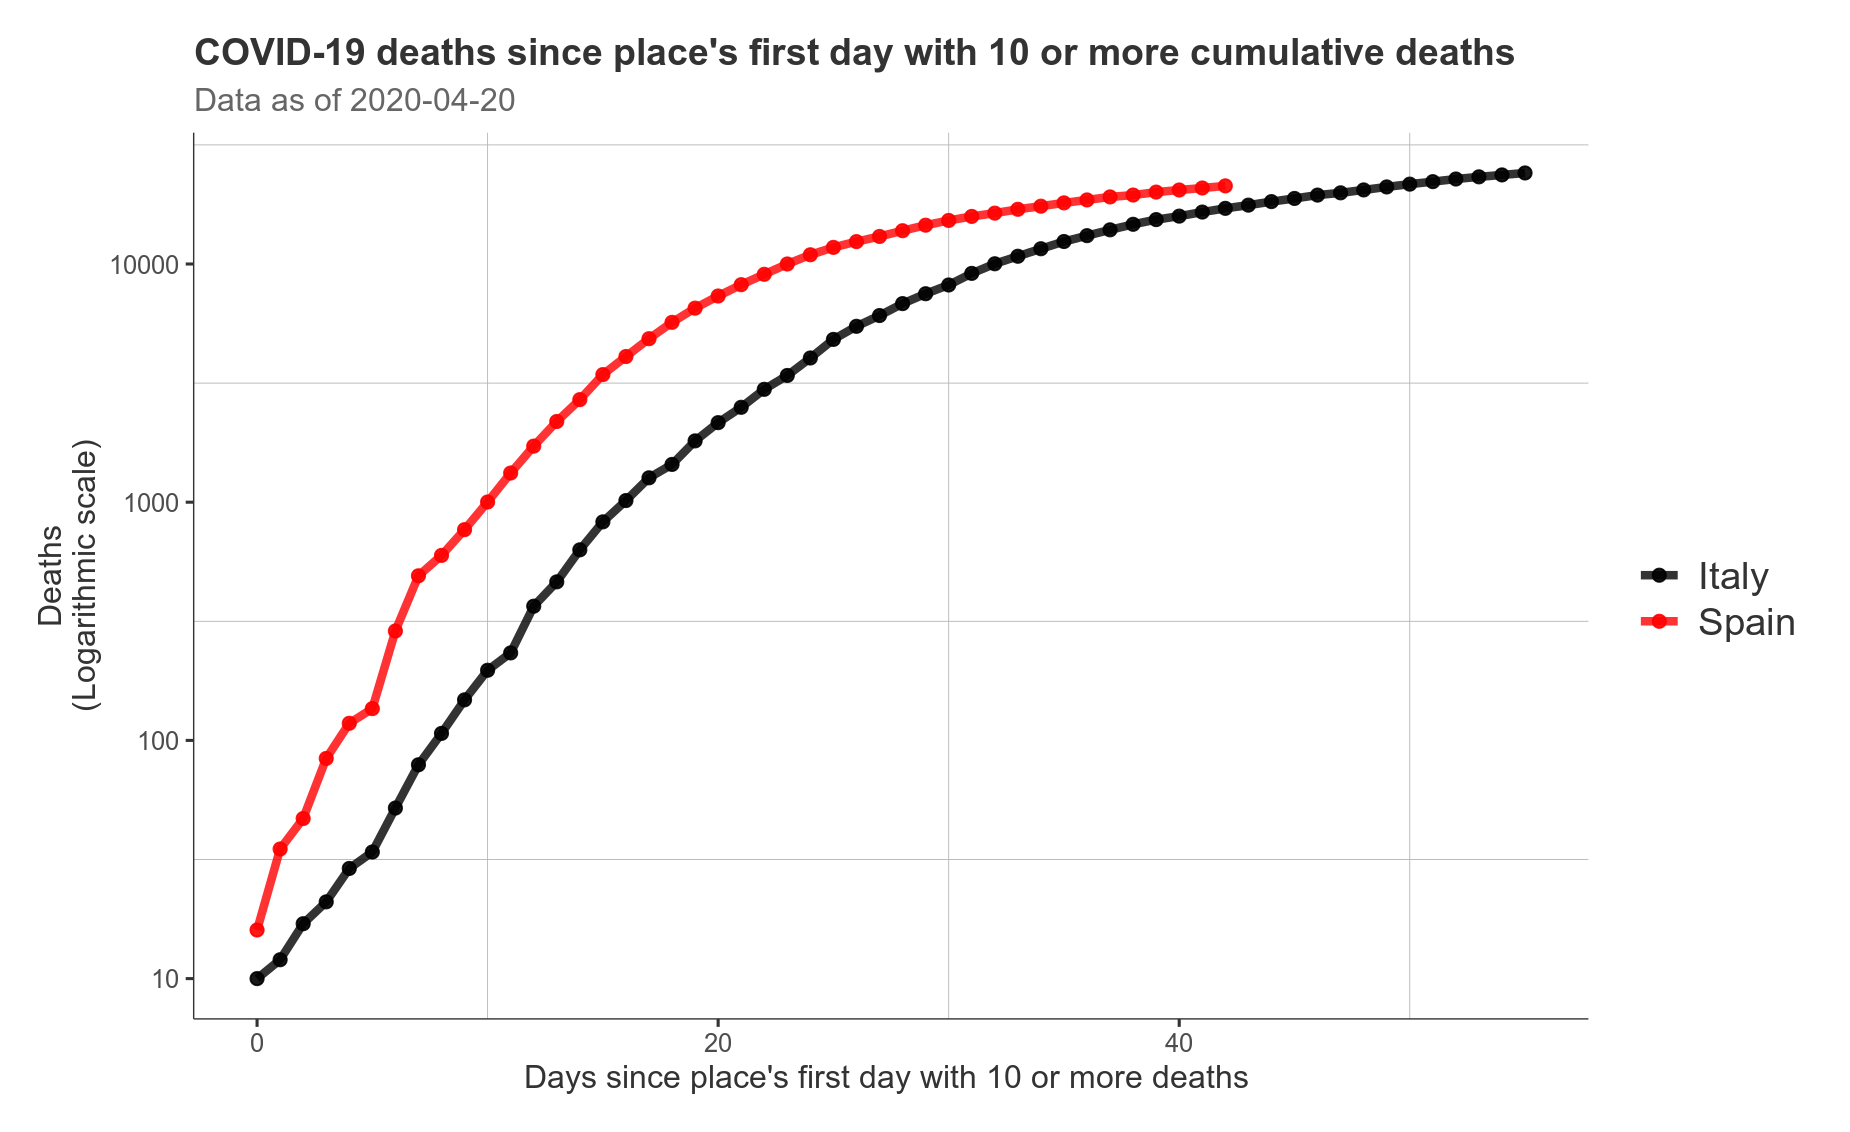 COVID-19 deaths since place's first day with 10 or more cumulative deaths
Data as of 2020-04-20
Deaths
(Logarithmic scale)
10000
1000
100
10
0
20
40
Days since place's first day with 10 or more deaths
Italy
Spain